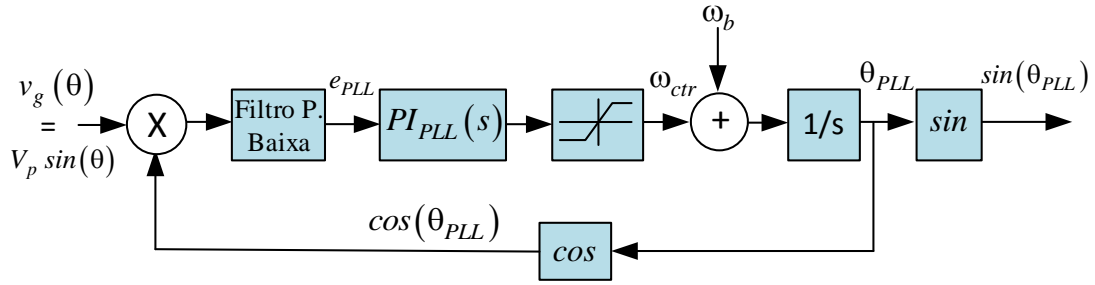 v_g (θ)
=
V_p sin(θ)
X
Filtro P.
Baixa
e_PLL
PI_PLL(s)
ω_ctr
ω_b
+
1/s
θ_PLL
sin
sin(θ_PLL)
cos(θ_PLL)
cos